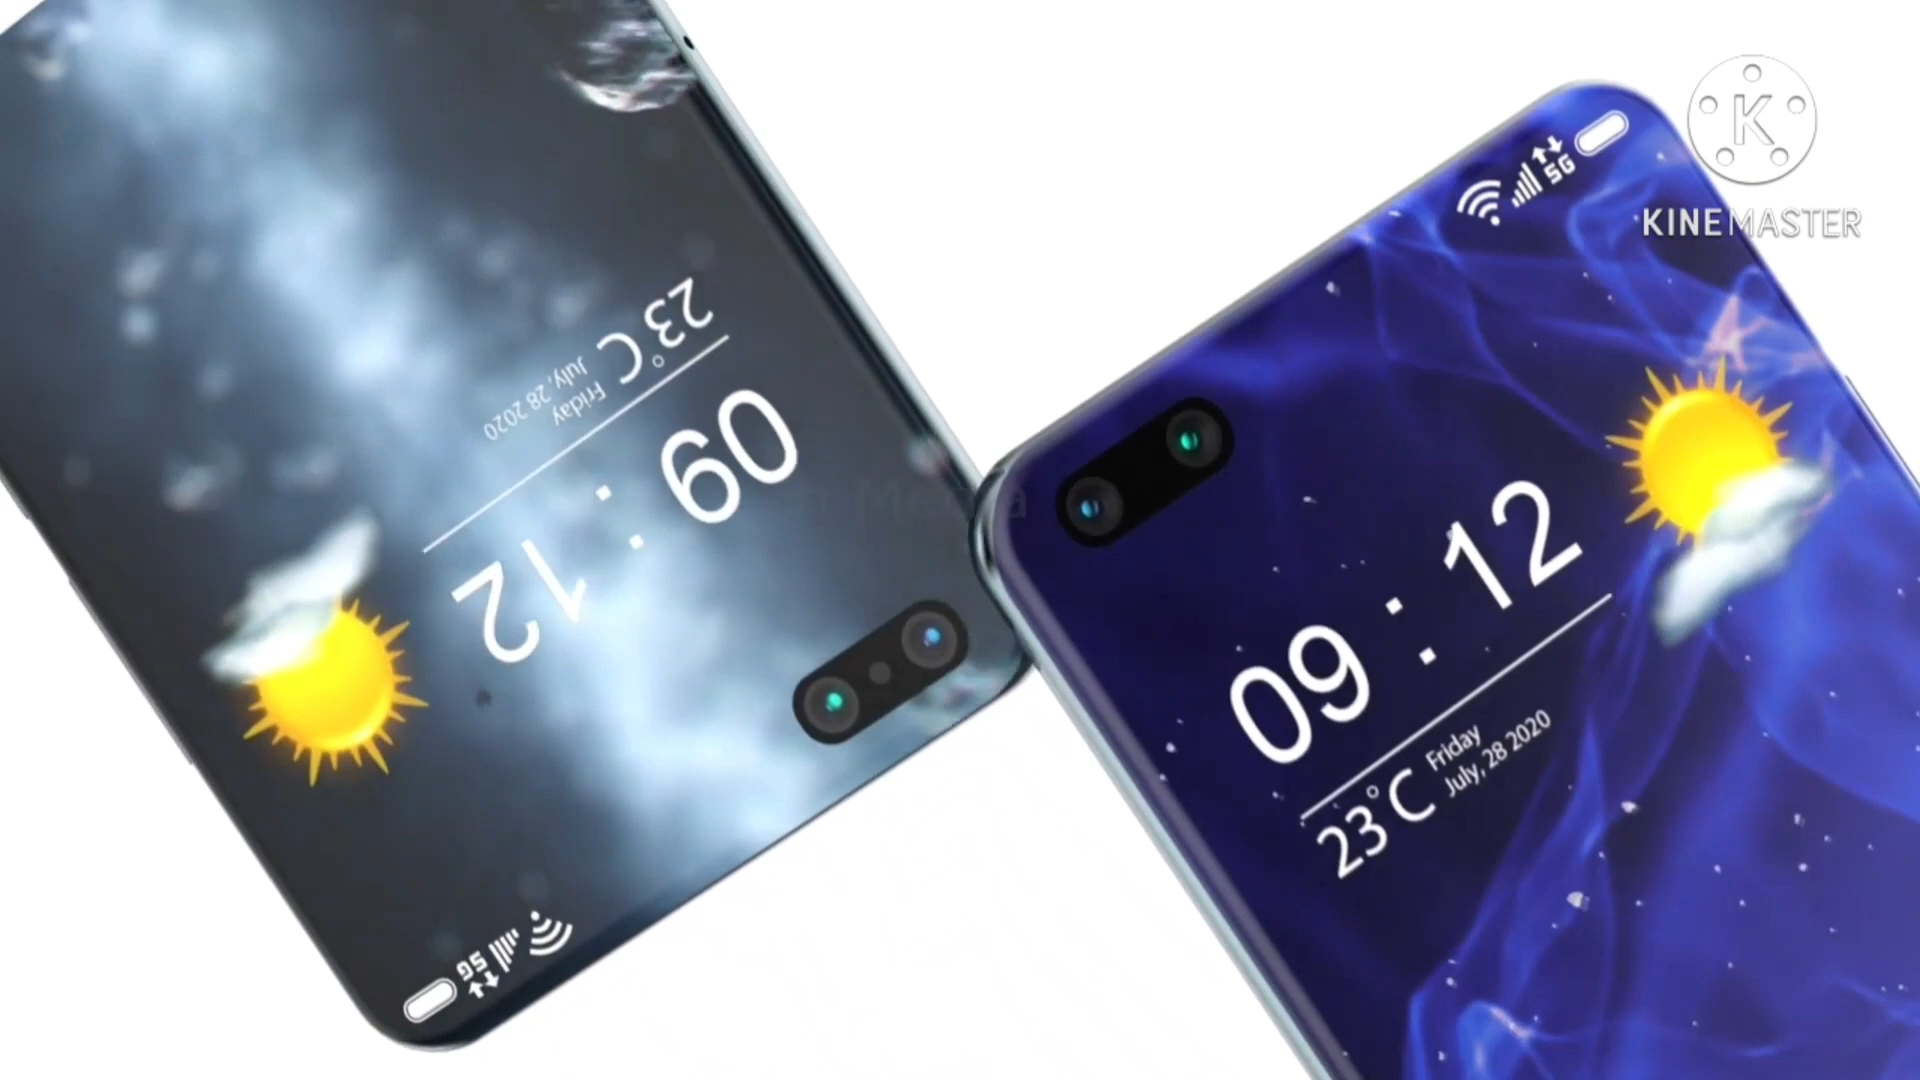 23°C
Friday
July, 28 2020
09 : 12
5G
5G
K
KINEMASTER
09 : 12
23°C
Friday
July, 28 2020